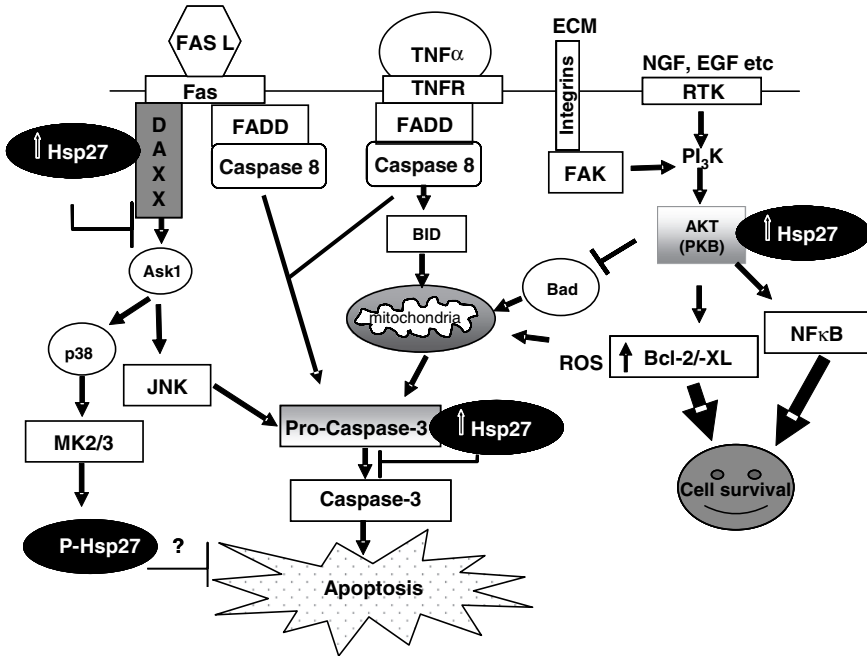 FAS L
TNFα
ECM
NGF, EGF etc
Fas
TNFR
Integrins
RTK
DAXX
FADD
FADD
⇧Hsp27
Caspase 8
Caspase 8
FAK
PI3K
BID
AKT
(PKB)
⇧Hsp27
Ask1
Bad
mitochondria
p38
ROS
↑ Bcl-2/-XL
NFκB
JNK
Pro-Caspase-3
⇧Hsp27
MK2/3
Caspase-3
Cell survival
P-Hsp27
?
Apoptosis